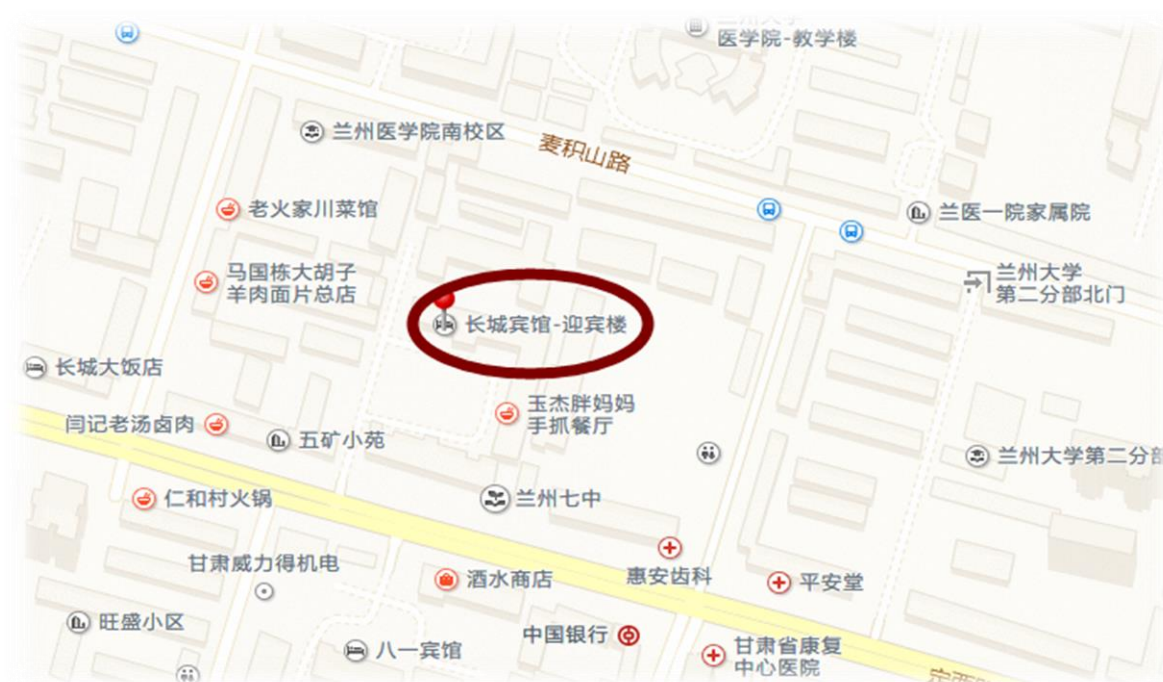 医学院-教学楼
兰州医学院南校区
麦积山路
老火家川菜馆
兰医一院家属院
马国栋大胡子
羊肉面片总店
兰州大学
第二分部北门
长城宾馆-迎宾楼
长城大饭店
玉杰胖妈妈
手抓餐厅
闫记老汤卤肉
五矿小苑
兰州大学第二分部
仁和村火锅
兰州七中
甘肃威力得机电
酒水商店
惠安齿科
平安堂
旺盛小区
中国银行
八一宾馆
甘肃省康复
中心医院